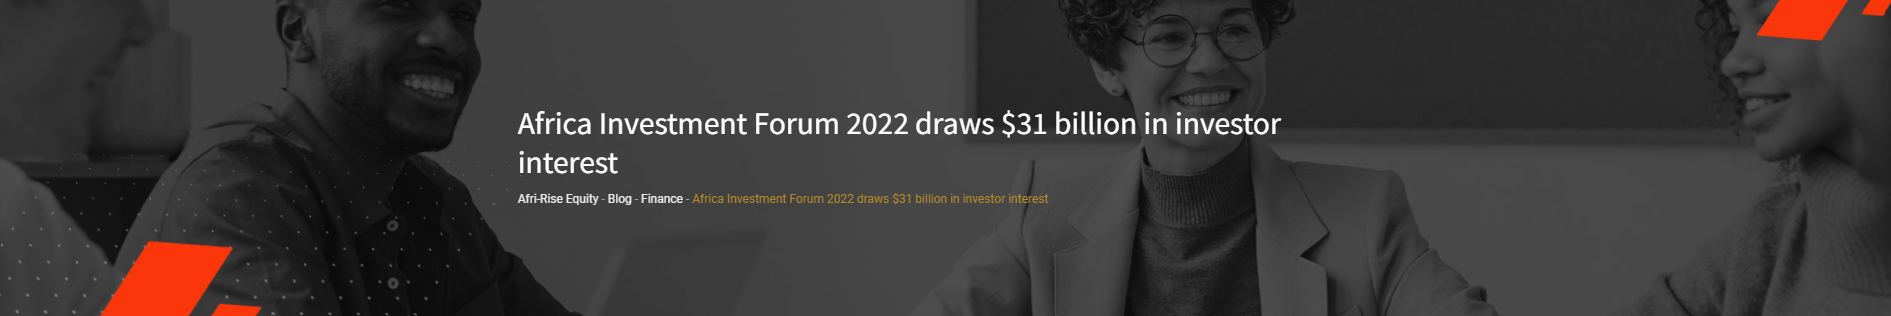 Africa Investment Forum 2022 draws $31 billion in investor
interest
Afri-Rise Equity - Blog - Finance - Africa Investment Forum 2022 draws $31 billion in investor interest